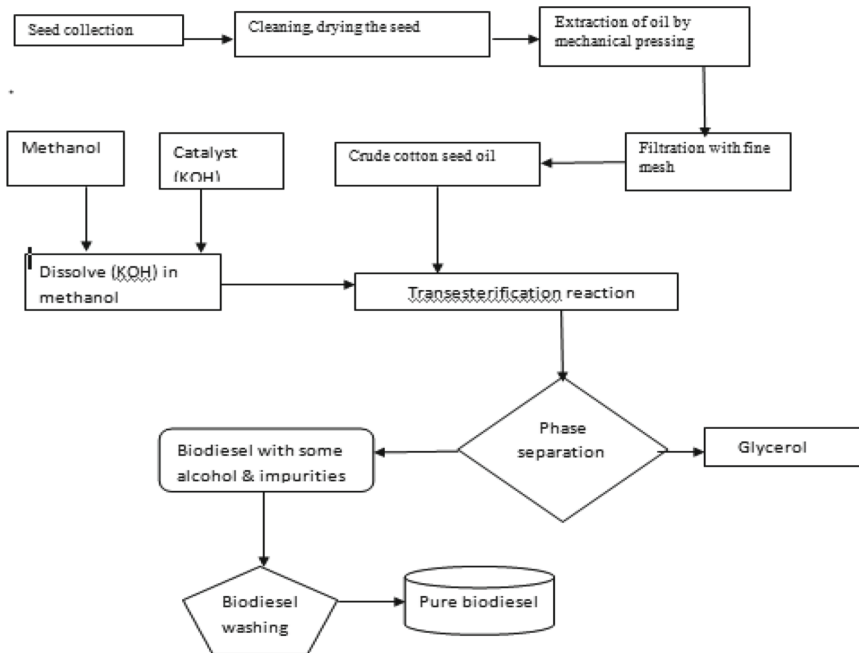 Seed collection
Cleaning, drying the seed
Extraction of oil by
mechanical pressing
Methanol
Catalyst
(KOH)
Crude cotton seed oil
Filtration with fine
mesh
Dissolve (KOH) in
methanol
Transesterification reaction
Phase
separation
Biodiesel with some
alcohol & impurities
Glycerol
Biodiesel
washing
Pure biodiesel